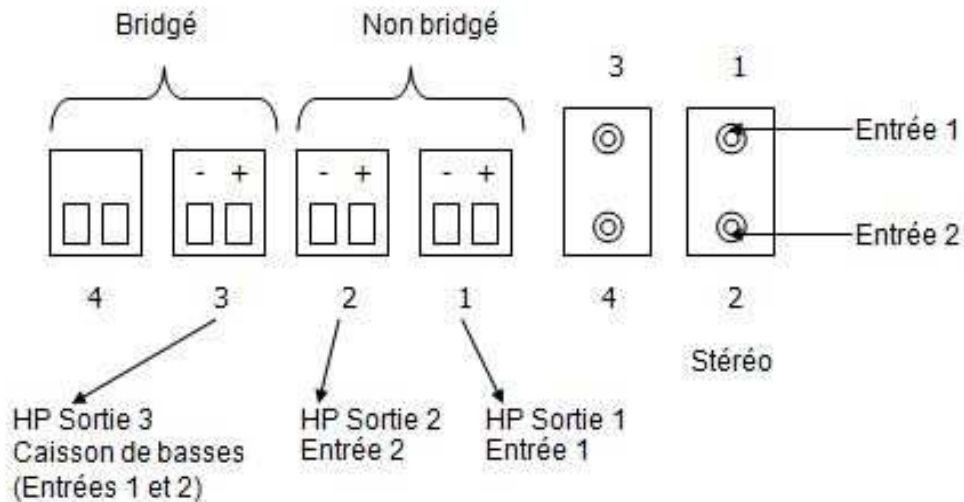 Bridgé Non bridgé
3 1
- + - + - + Entrée 1
Entrée 2
4 3 2 1 4 2
Stéréo
HP Sortie 3
Caisson de basses
(Entrées 1 et 2)
HP Sortie 2
Entrée 2
HP Sortie 1
Entrée 1